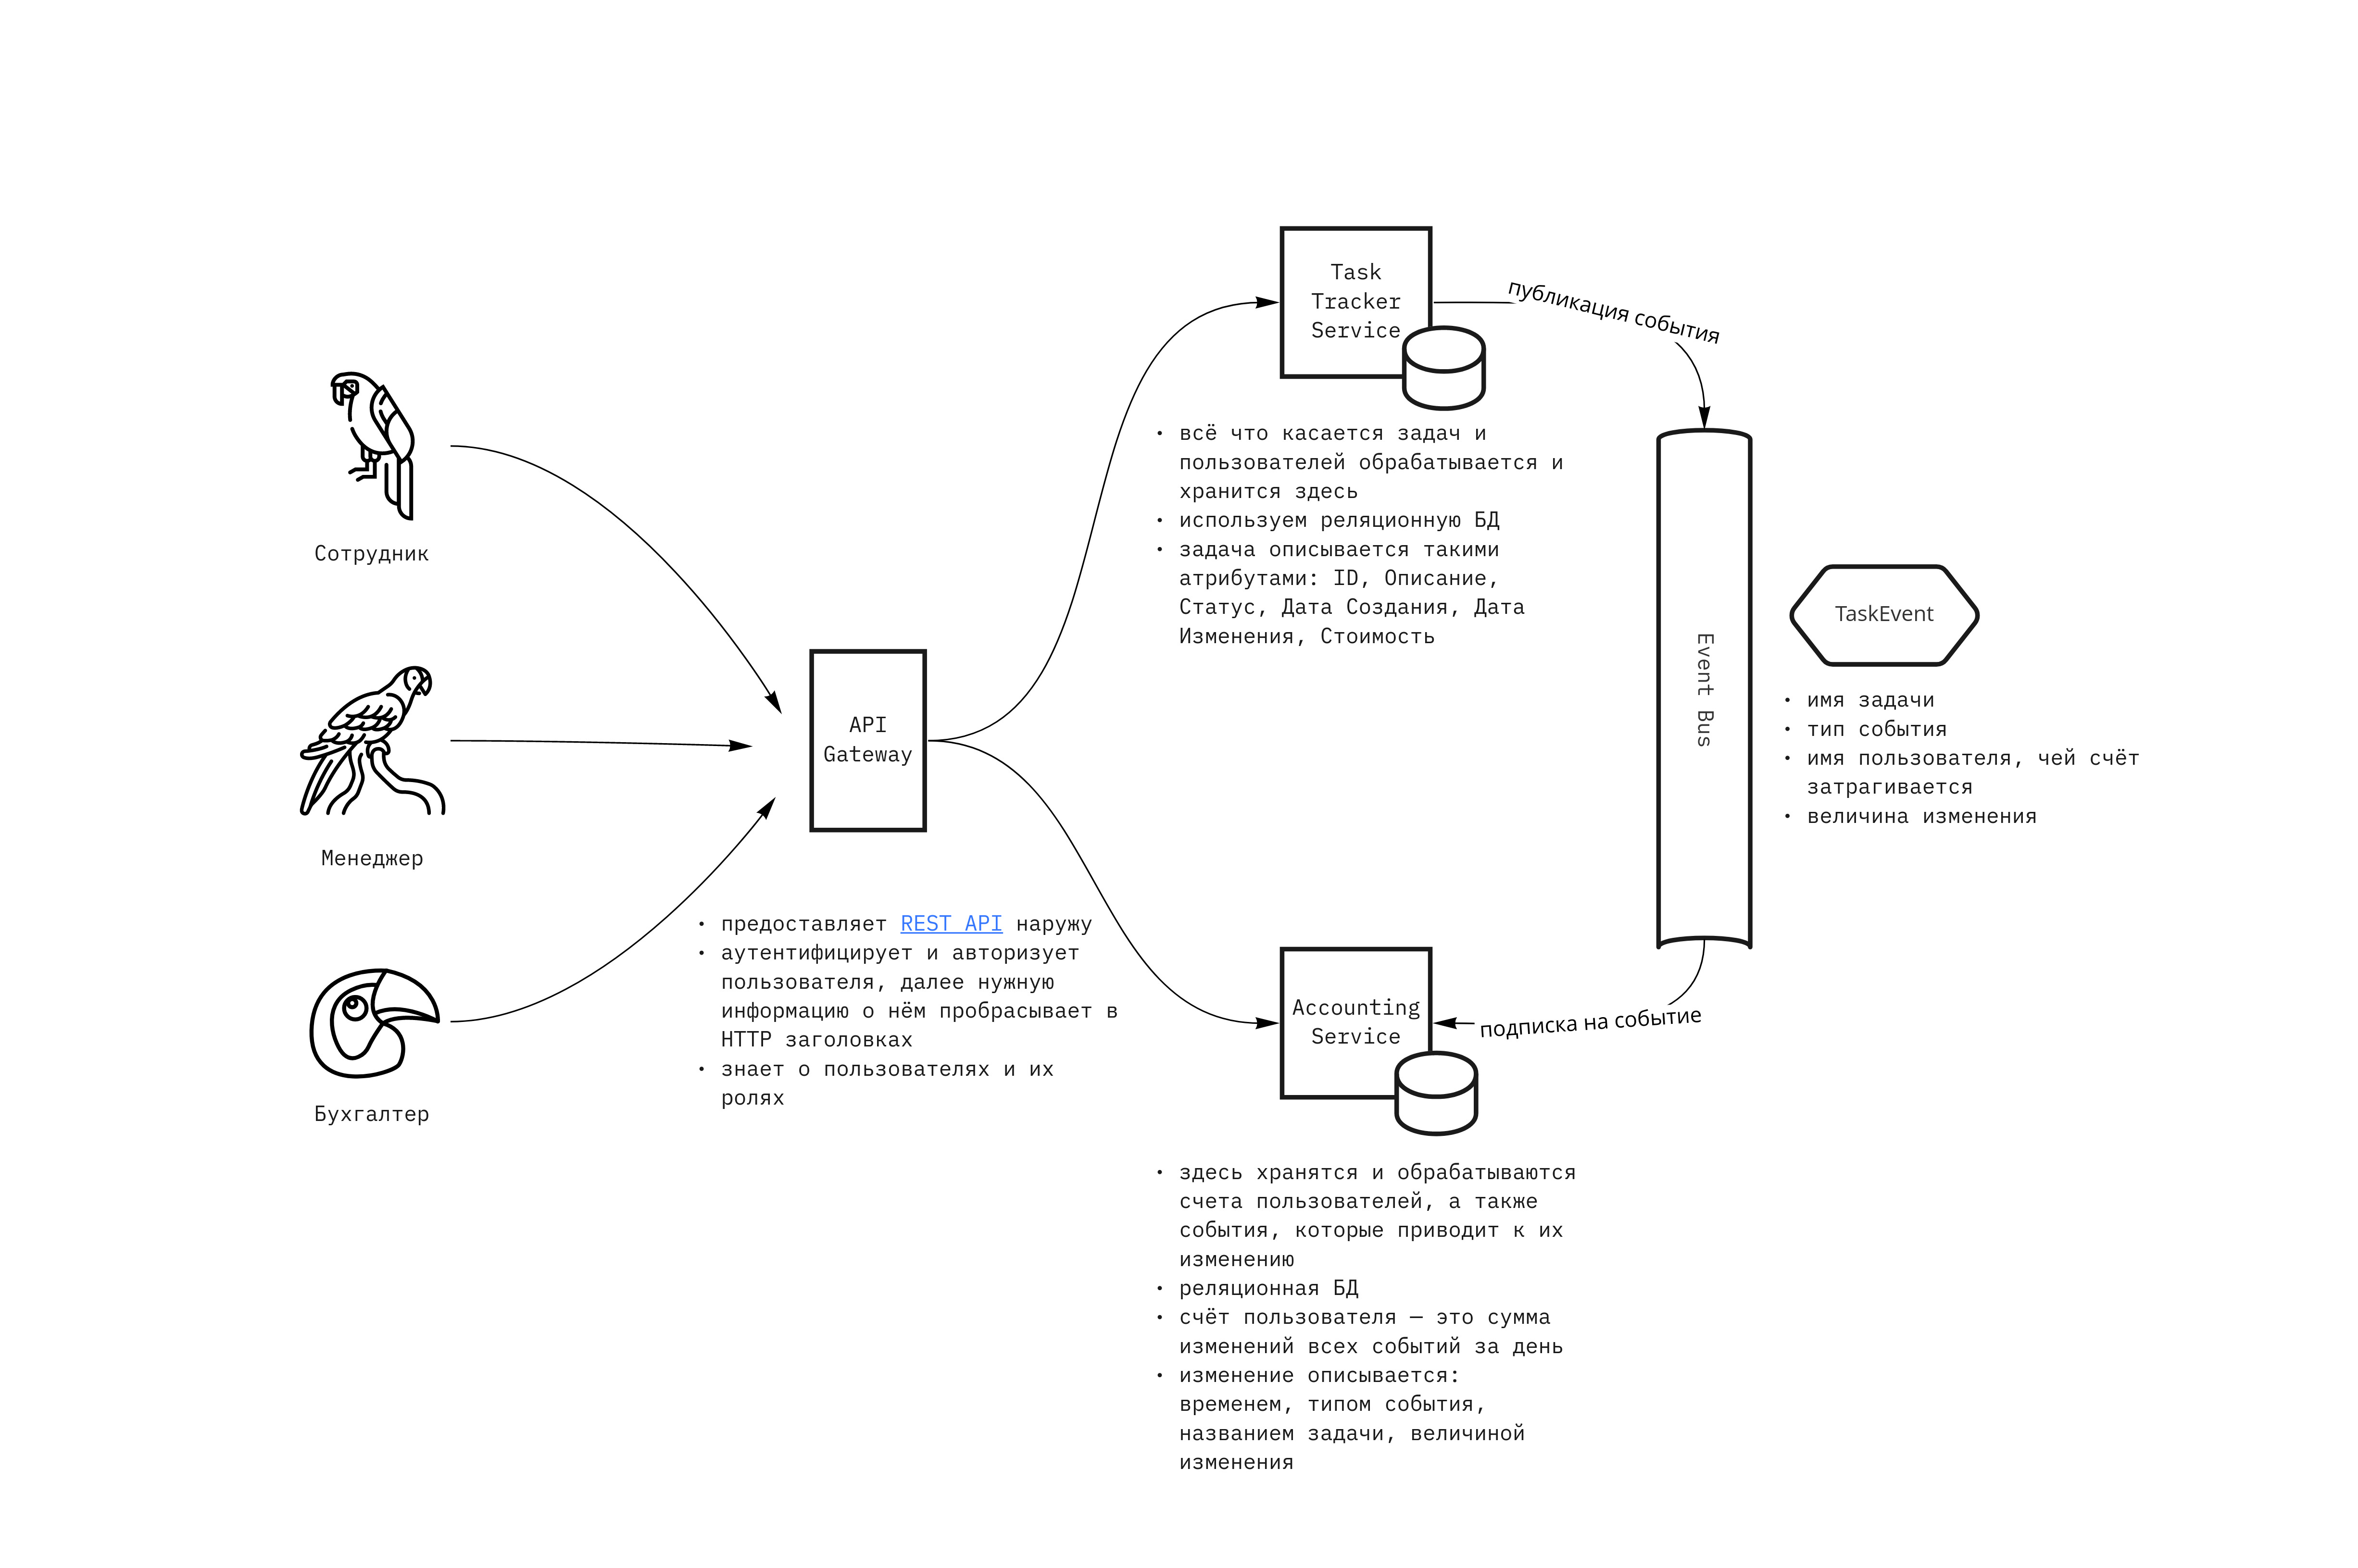 Сотрудник
Менеджер
Бухгалтер
API
Gateway
• предоставляет REST API наружу
• аутентифицирует и авторизует
пользователя, далее нужную
информацию о нём пробрасывает в
HTTP заголовках
• знает о пользователях и их
ролях
Task
Tracker
Service
• всё что касается задач и
пользователей обрабатывается и
хранится здесь
• используем реляционную БД
• задача описывается такими
атрибутами: ID, Описание,
Статус, Дата Создания, Дата
Изменения, Стоимость
Accounting
Service
• здесь хранятся и обрабатываются
счета пользователей, а также
события, которые приводит к их
изменению
• реляционная БД
• счёт пользователя — это сумма
изменений всех событий за день
• изменение описывается:
временем, типом события,
названием задачи, величиной
изменения
публикация события
Event Bus
подписка на событие
TaskEvent
• имя задачи
• тип события
• имя пользователя, чей счёт
затрагивается
• величина изменения